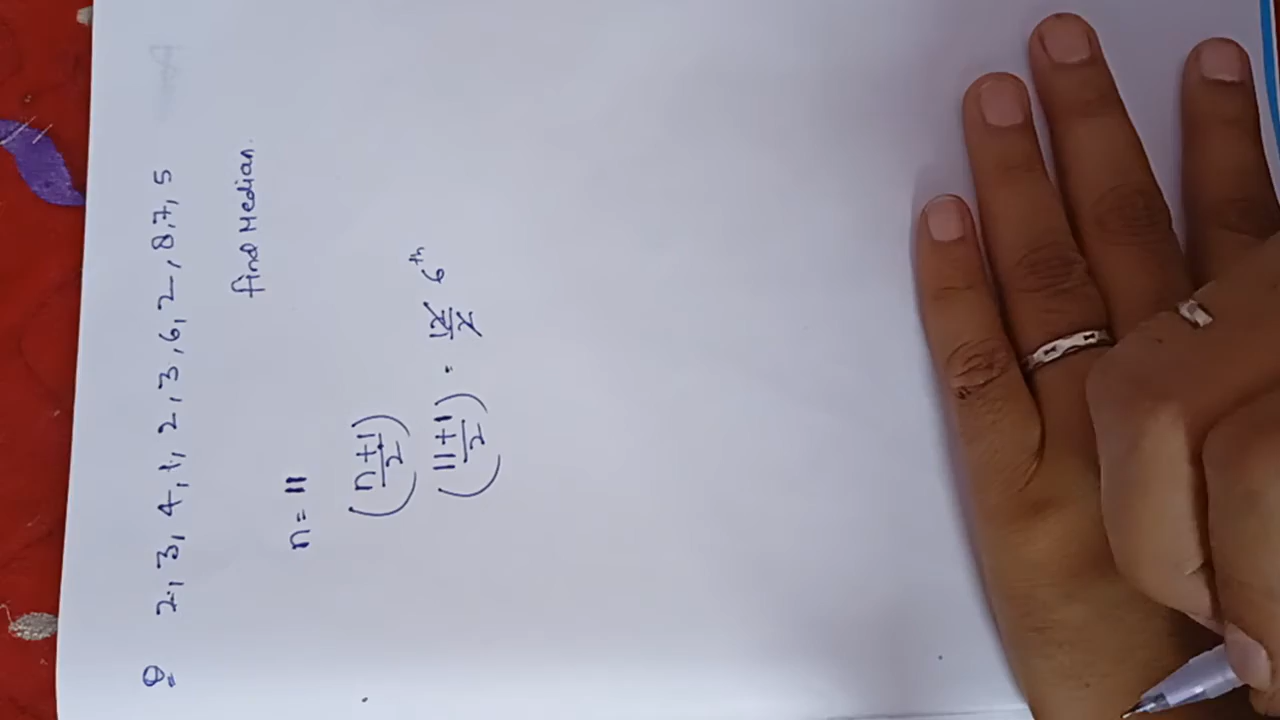 Q 2, 3, 4, 1, 2, 3, 6, 2, 8, 7, 5
find Median.
n = 11
(n+1/2)
(11+1/2) = 12/2 6th